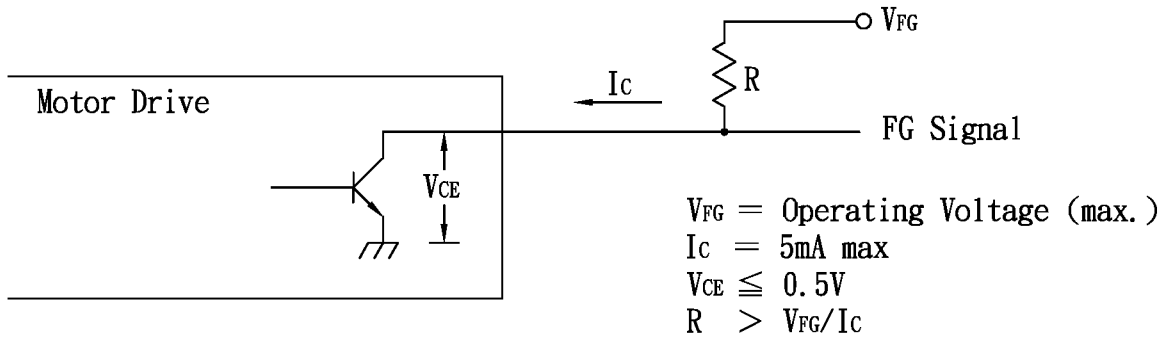 VFG
IC
R
Motor Drive
FG Signal
VCE
VFG = Operating Voltage (max.)
IC = 5mA max
VCE ≦ 0.5V
R > VFG/IC